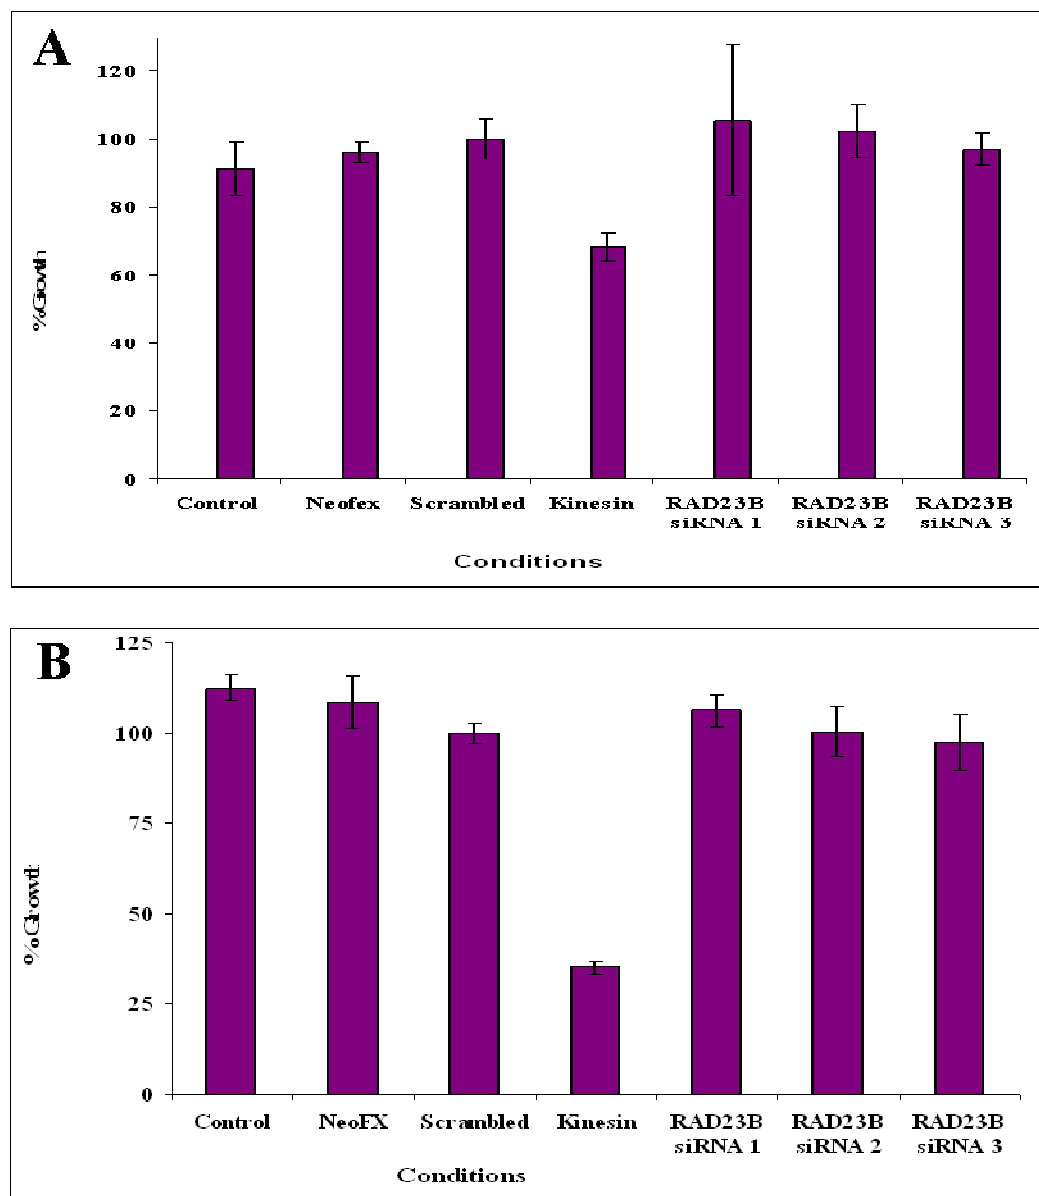 A
120
100
80
60
40
20
0
%Growth
Control Neofex Scrambled Kinesin RAD23B siRNA 1 RAD23B siRNA 2 RAD23B siRNA 3
Conditions
B
125
100
75
50
25
0
%Growth
Control NeoFX Scrambled Kinesin RAD23B siRNA 1 RAD23B siRNA 2 RAD23B siRNA 3
Conditions